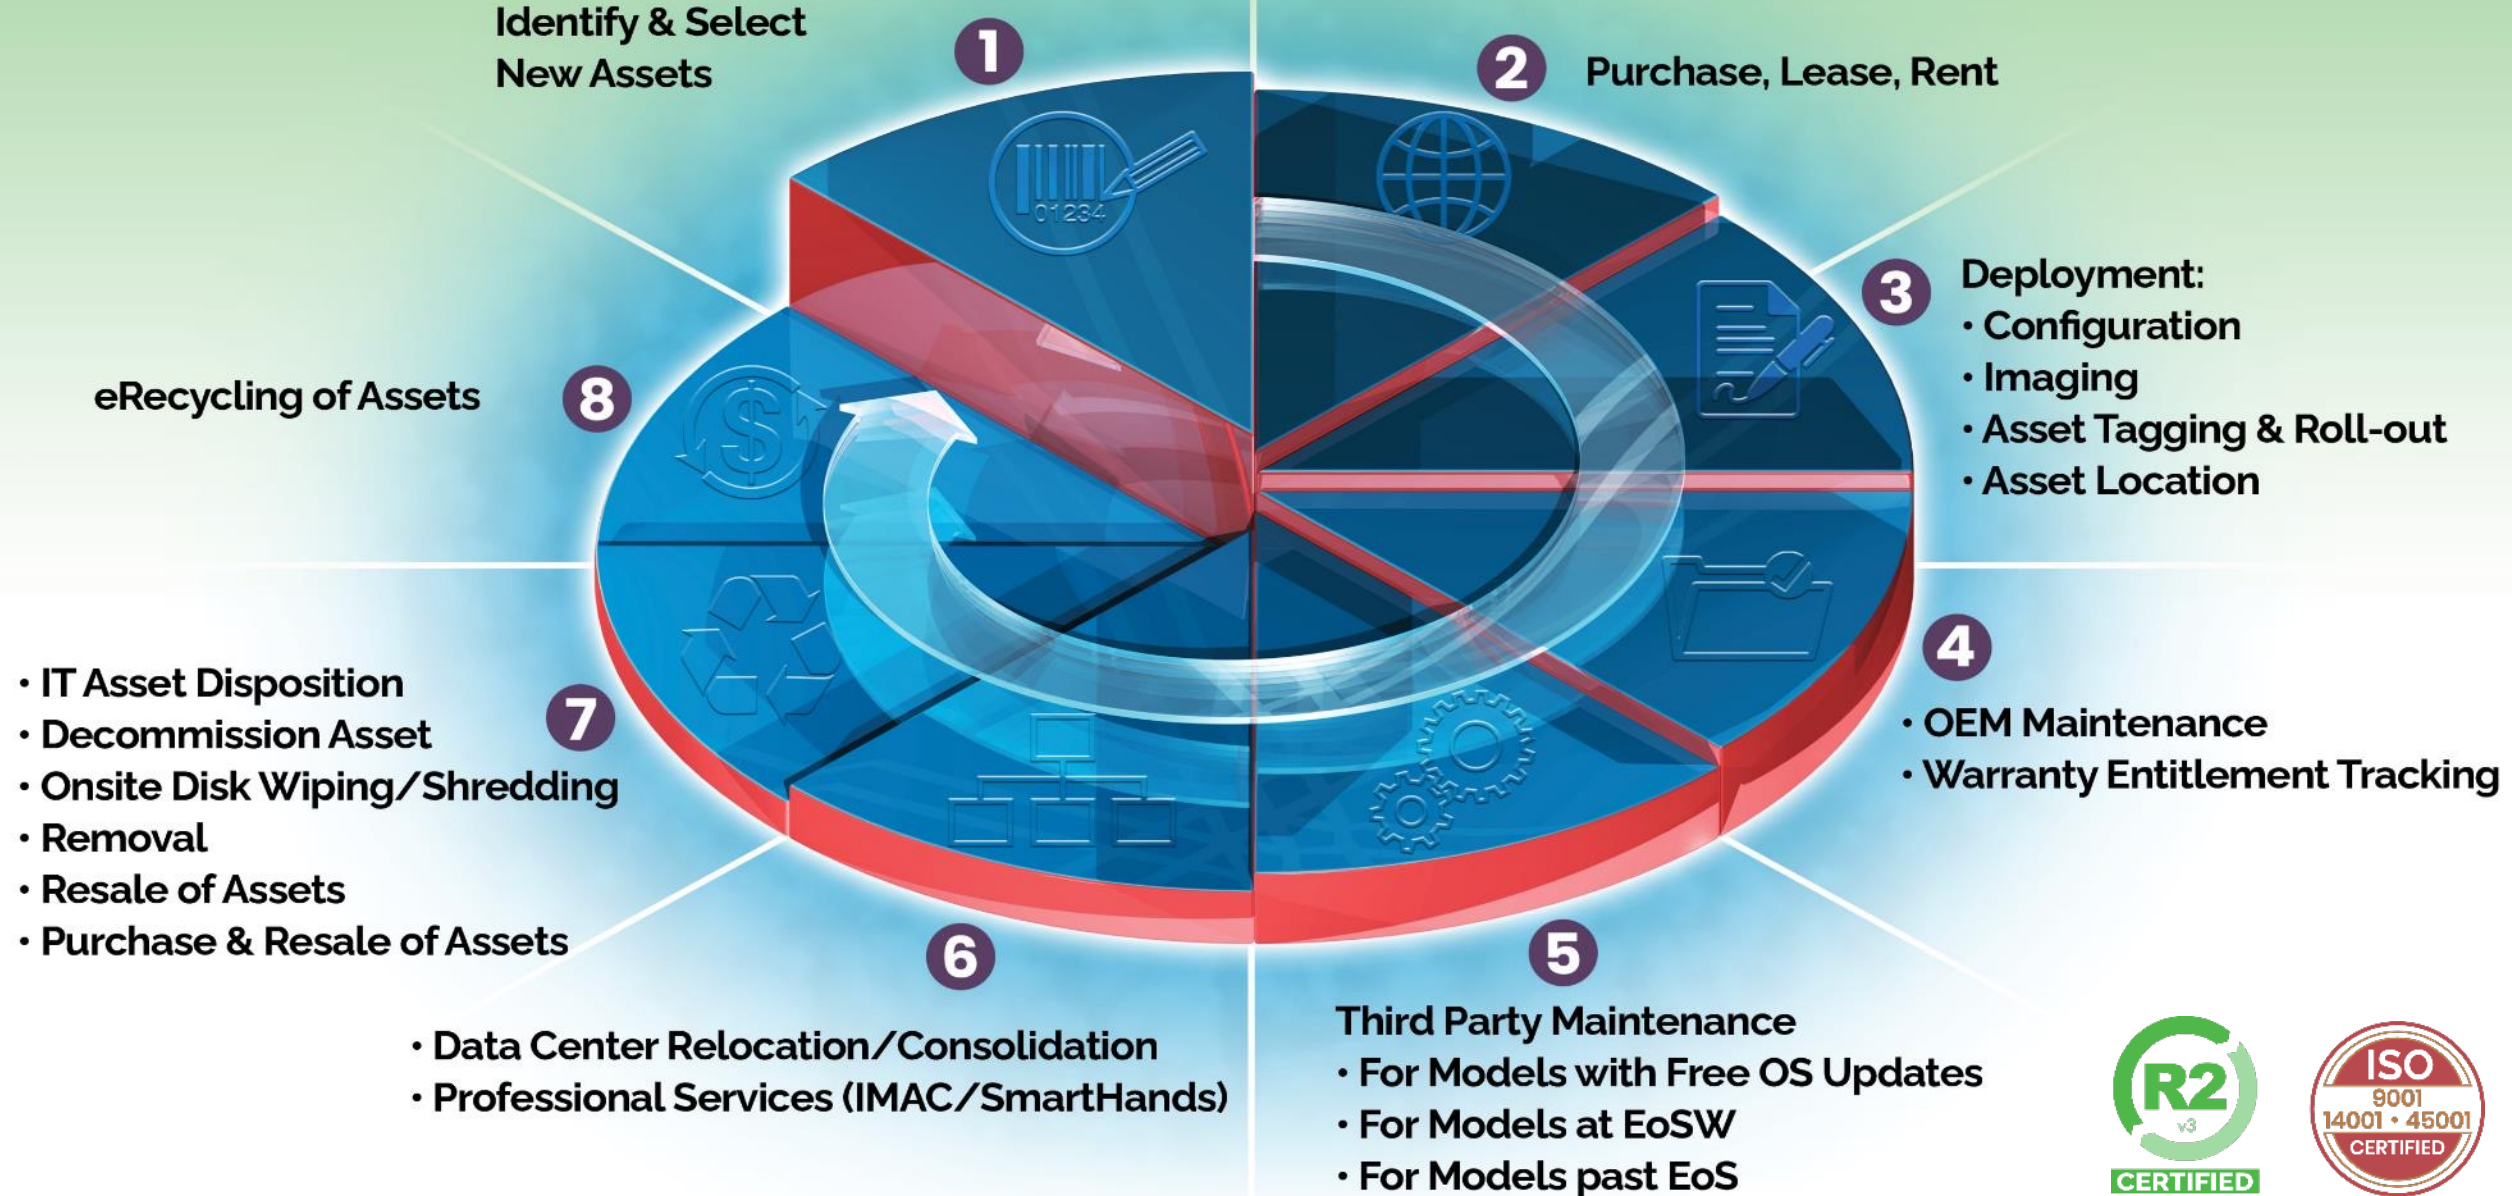 Identify & Select
New Assets
1
2
Purchase, Lease, Rent
01234
3
Deployment:
• Configuration
• Imaging
• Asset Tagging & Roll-out
• Asset Location
4
• OEM Maintenance
• Warranty Entitlement Tracking
5
Third Party Maintenance
• For Models with Free OS Updates
• For Models at EoSW
• For Models past EoS
6
• Data Center Relocation/Consolidation
• Professional Services (IMAC/SmartHands)
7
• IT Asset Disposition
• Decommission Asset
• Onsite Disk Wiping/Shredding
• Removal
• Resale of Assets
• Purchase & Resale of Assets
8
eRecycling of Assets
$
R2
v3
CERTIFIED
ISO
9001
14001 • 45001
CERTIFIED